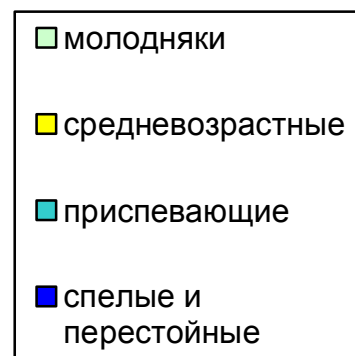 молодняки
средневозрастные
приспевающие
спелые и
перестойные